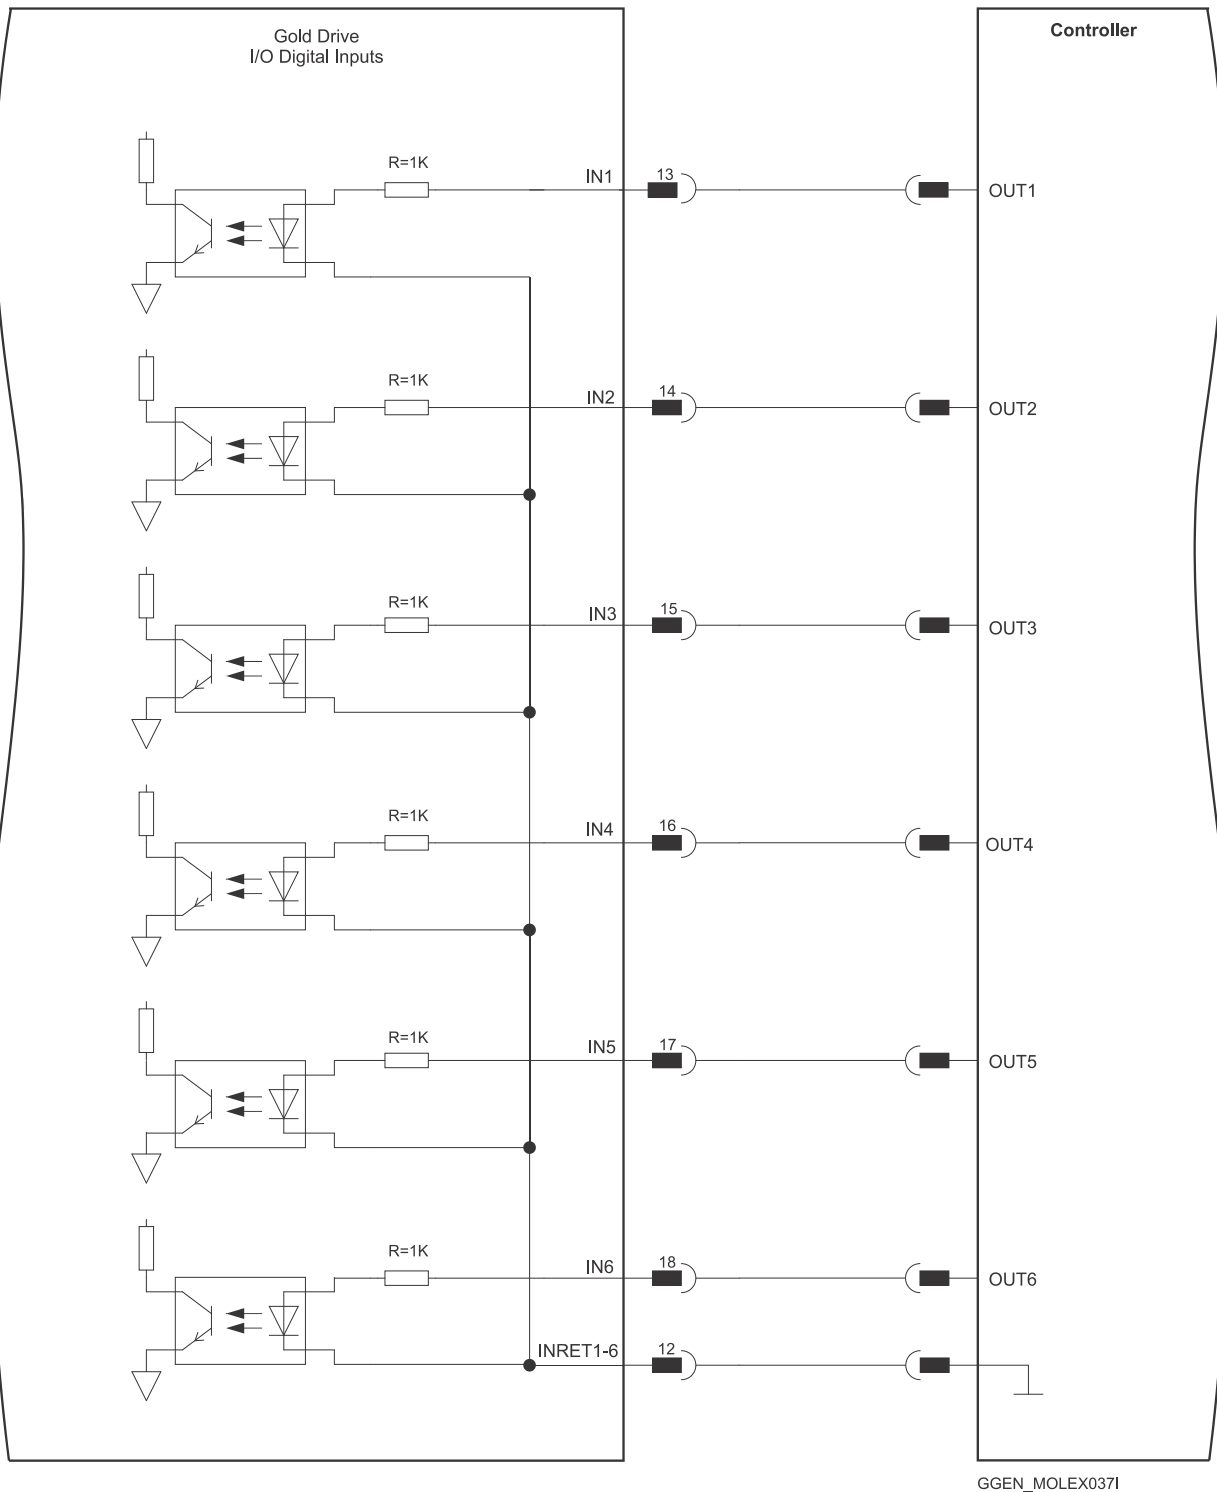 Gold Drive
I/O Digital Inputs
Controller
R=1K
IN1
13
OUT1
R=1K
IN2
14
OUT2
R=1K
IN3
15
OUT3
R=1K
IN4
16
OUT4
R=1K
IN5
17
OUT5
R=1K
IN6
18
OUT6
INRET1-6
12
GGEN_MOLEX037I